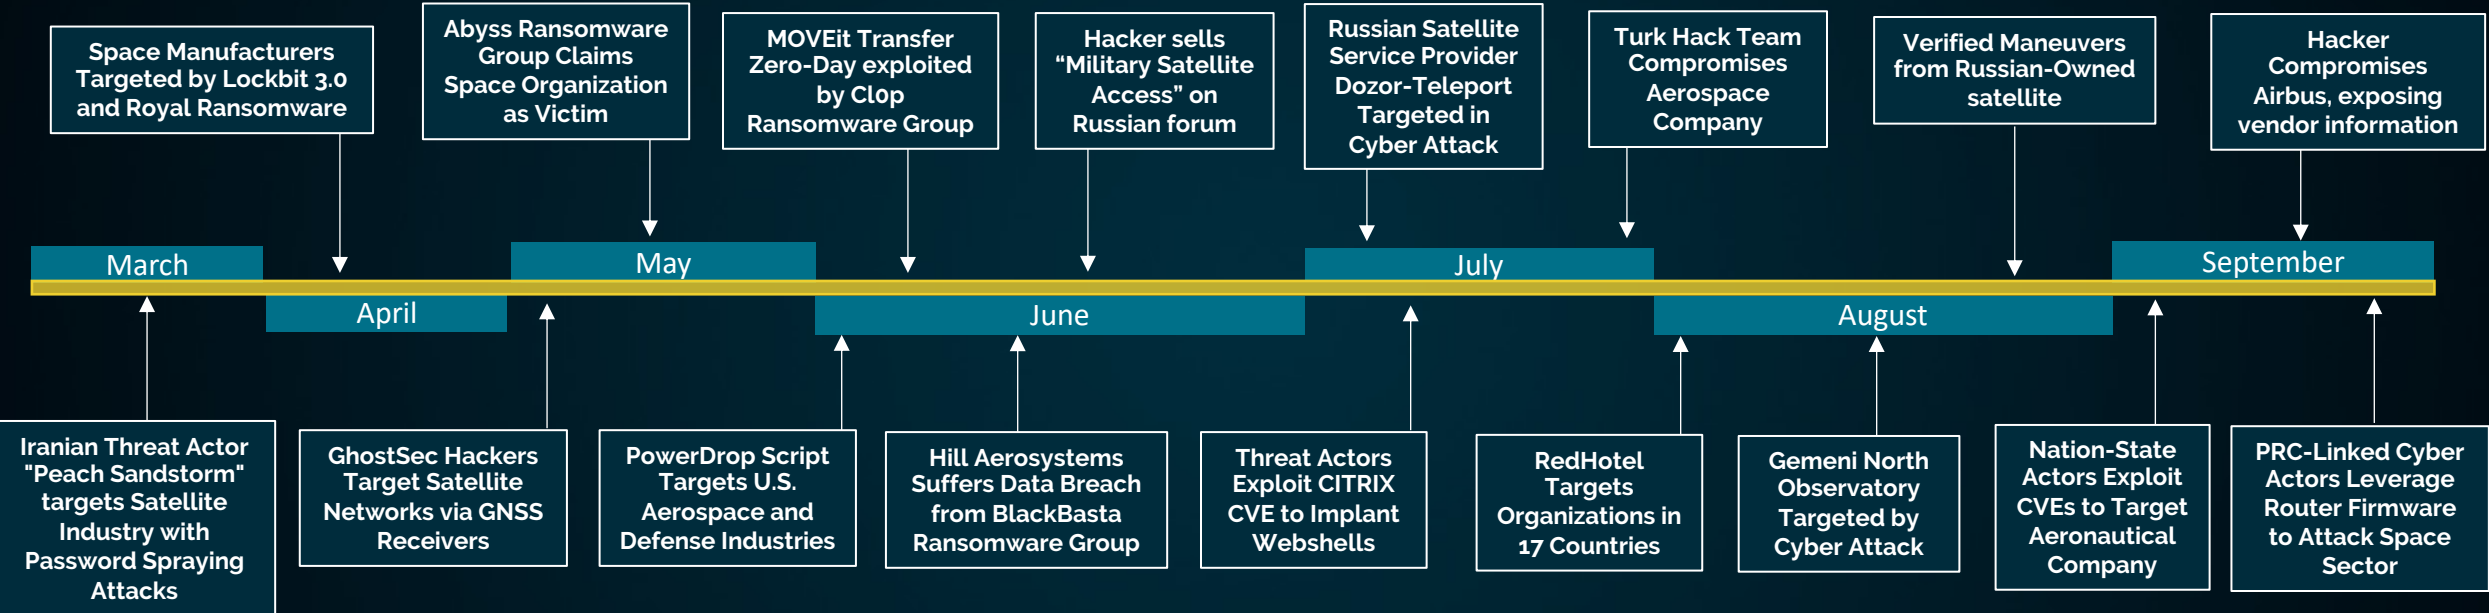 Space Manufacturers
Targeted by Lockbit 3.0
and Royal Ransomware
Abyss Ransomware
Group Claims
Space Organization
as Victim
MOVEit Transfer
Zero-Day exploited
by Cl0p
Ransomware Group
Hacker sells
“Military Satellite
Access” on
Russian forum
Russian Satellite
Service Provider
Dozor-Teleport
Targeted in
Cyber Attack
Turk Hack Team
Compromises
Aerospace
Company
Verified Maneuvers
from Russian-Owned
satellite
Hacker
Compromises
Airbus, exposing
vendor information
March
April
May
June
July
August
September
Iranian Threat Actor
"Peach Sandstorm"
targets Satellite
Industry with
Password Spraying
Attacks
GhostSec Hackers
Target Satellite
Networks via GNSS
Receivers
PowerDrop Script
Targets U.S.
Aerospace and
Defense Industries
Hill Aerosystems
Suffers Data Breach
from BlackBasta
Ransomware Group
Threat Actors
Exploit CITRIX
CVE to Implant
Webshells
RedHotel
Targets
Organizations in
17 Countries
Gemeni North
Observatory
Targeted by
Cyber Attack
Nation-State
Actors Exploit
CVEs to Target
Aeronautical
Company
PRC-Linked Cyber
Actors Leverage
Router Firmware
to Attack Space
Sector